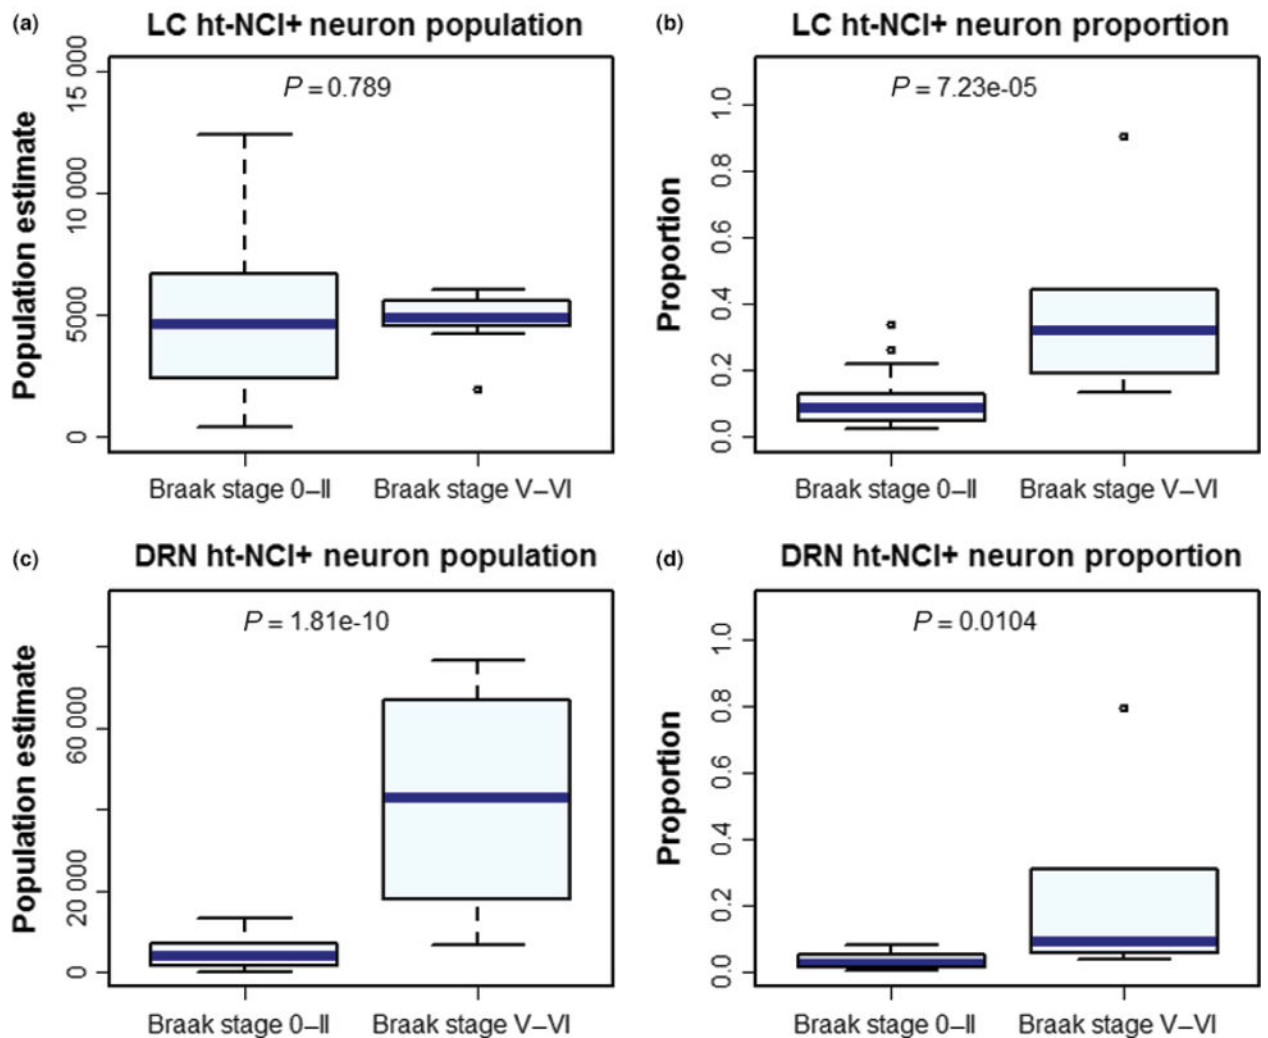 (a) LC ht-NCI+ neuron population
P = 0.789
Population estimate
15 000
10 000
5000
0
Braak stage 0–II Braak stage V–VI
(b) LC ht-NCI+ neuron proportion
P = 7.23e-05
Proportion
1.0
0.8
0.6
0.4
0.2
0.0
Braak stage 0–II Braak stage V–VI
(c) DRN ht-NCI+ neuron population
P = 1.81e-10
Population estimate
60 000
20 000
0
Braak stage 0–II Braak stage V–VI
(d) DRN ht-NCI+ neuron proportion
P = 0.0104
Proportion
1.0
0.8
0.6
0.4
0.2
0.0
Braak stage 0–II Braak stage V–VI